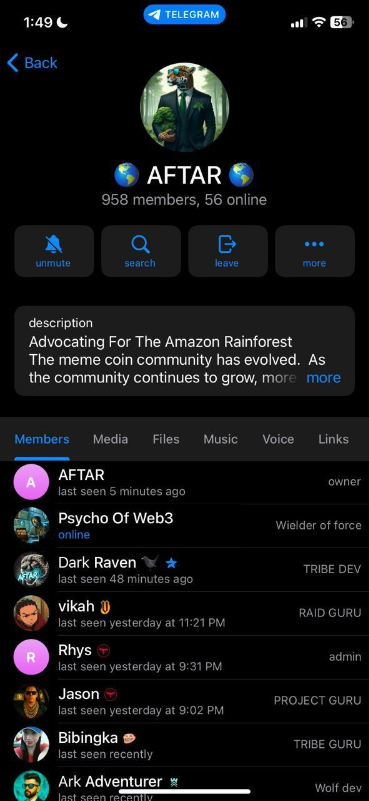 1:49
TELEGRAM
56
Back
AFTAR
958 members, 56 online
unmute
search
leave
more
description
Advocating For The Amazon Rainforest
The meme coin community has evolved. As
the community continues to grow, more more
Members Media Files Music Voice Links
A
AFTAR
owner
last seen 5 minutes ago
Psycho Of Web3
Wielder of force
online
AFTAR
Dark Raven
TRIBE DEV
last seen 48 minutes ago
vikah
RAID GURU
last seen yesterday at 11:21 PM
R
Rhys
admin
last seen yesterday at 9:31 PM
Jason
PROJECT GURU
last seen yesterday at 9:02 PM
Bibingka
TRIBE GURU
last seen recently
Ark Adventurer
Wolf dev
last seen recently